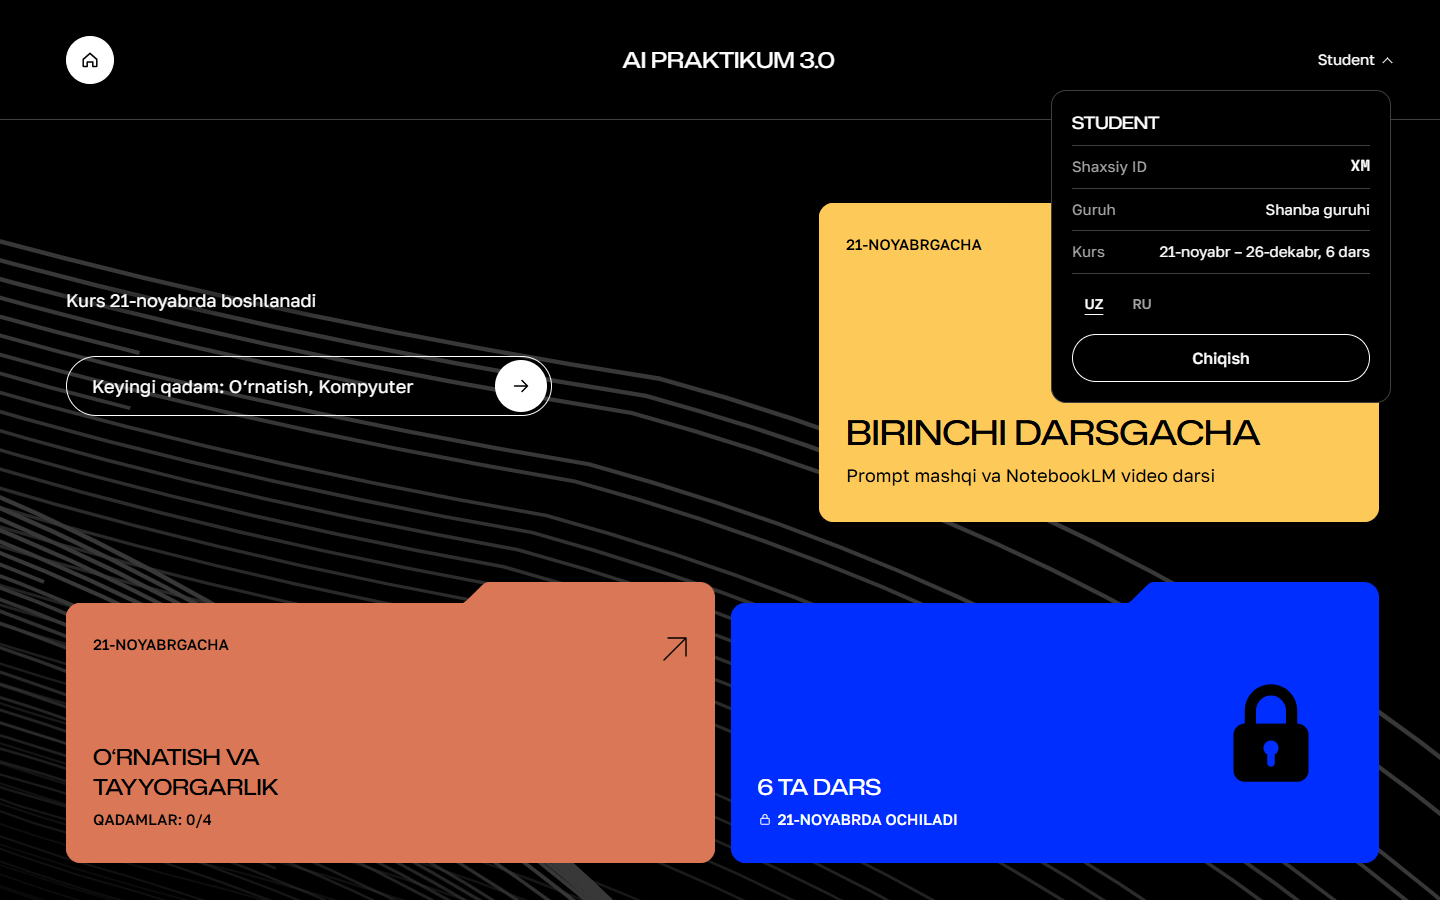 AI PRAKTIKUM 3.0
Student
STUDENT
Shaxsiy ID XM
Guruh Shanba guruhi
Kurs 21-noyabr – 26-dekabr, 6 dars
UZ RU
Chiqish
Kurs 21-noyabrda boshlanadi
Keyingi qadam: O‘rnatish, Kompyuter
21-NOYABRGACHA
BIRINCHI DARSGACHA
Prompt mashqi va NotebookLM video darsi
21-NOYABRGACHA
O‘RNATISH VA
TAYYORGARLIK
QADAMLAR: 0/4
6 TA DARS
21-NOYABRDA OCHILADI